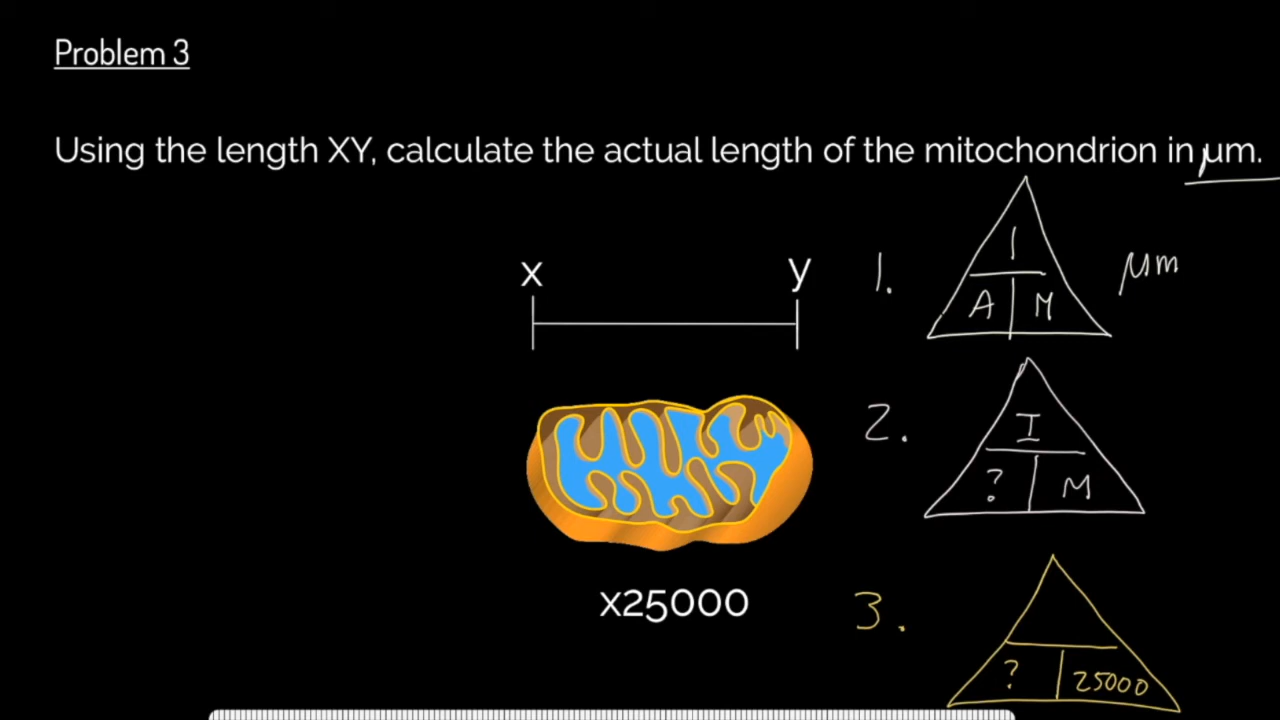 Problem 3
Using the length XY, calculate the actual length of the mitochondrion in μm.
x y
1. I A M μm
2. I ? M
x25000
3. ? 25000